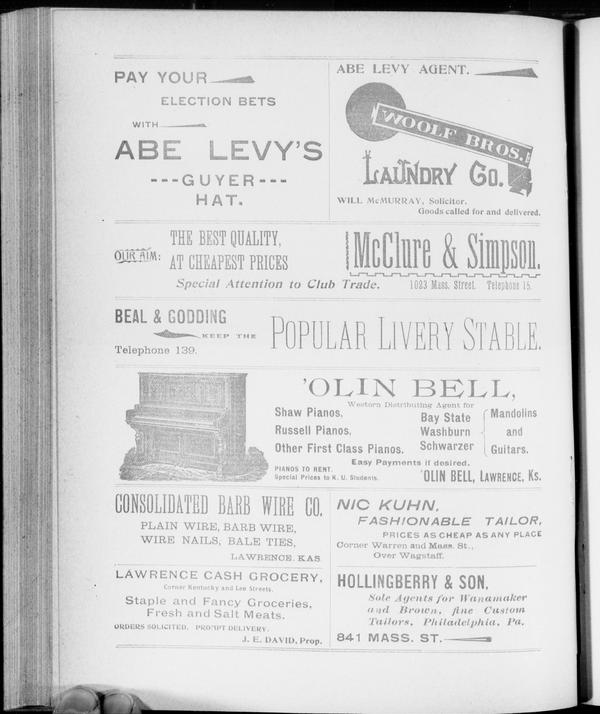 PAY YOUR
ELECTION BETS
WITH
ABE LEVY'S
---GUYER---
HAT.
ABE LEVY AGENT.
WOOLF BROS.
LAUNDRY CO.
WILL McMURRAY, Solicitor.
Goods called for and delivered.
OUR AIM:
THE BEST QUALITY,
AT CHEAPEST PRICES
McClure & Simpson.
Special Attention to Club Trade.
1023 Mass. Street. Telephone 15.
BEAL & GODDING
KEEP THE
Telephone 139.
POPULAR LIVERY STABLE.
'OLIN BELL,
Western Distributing Agent for
Shaw Pianos,
Russell Pianos,
Other First Class Pianos.
Bay State
Washburn
Schwarzer
Mandolins
and
Guitars.
Easy Payments if desired.
PIANOS TO RENT.
Special Prices to K. U. Students.
'OLIN BELL, LAWRENCE, KS.
CONSOLIDATED BARB WIRE CO.
PLAIN WIRE, BARB WIRE,
WIRE NAILS, BALE TIES,
LAWRENCE, KAS
NIC KUHN,
FASHIONABLE TAILOR,
PRICES AS CHEAP AS ANY PLACE
Corner Warren and Mass. St.,
Over Wagstaff.
LAWRENCE CASH GROCERY,
Corner Kentucky and Lee Streets.
Staple and Fancy Groceries,
Fresh and Salt Meats.
ORDERS SOLICITED. PROMPT DELIVERY.
J. E. DAVID, Prop.
HOLLINGBERRY & SON,
Sole Agents for Wanamaker
and Brown, fine Custom
Tailors, Philadelphia, Pa.
841 MASS. ST.